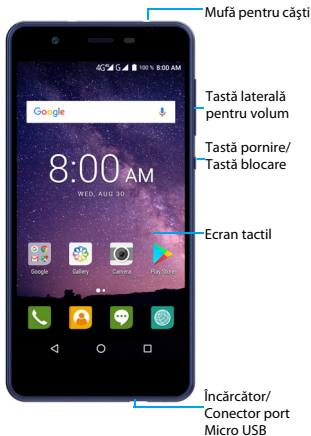 Mufă pentru căşti
4G G 100 % 8:00 AM
Google
Tastă laterală
pentru volum
8:00 AM
WED, AUG 30
Tastă pornire/
Tastă blocare
Ecran tactil
Google Gallery Camera Play Store
Încărcător/
Conector port
Micro USB